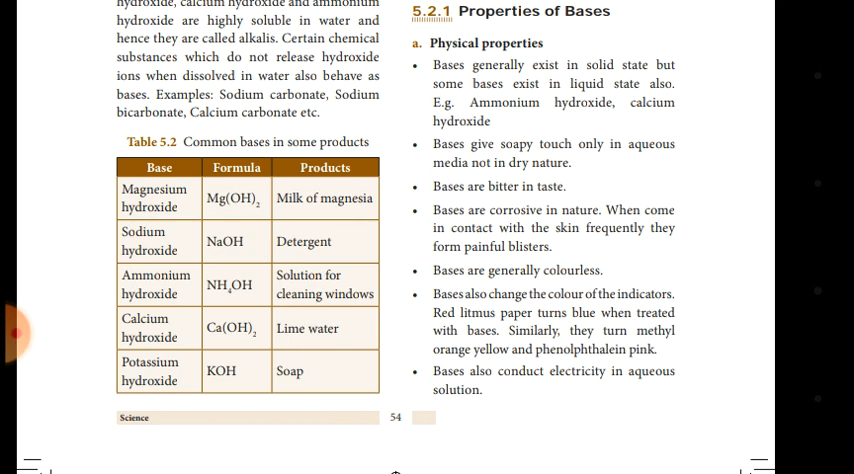 hydroxide, calcium hydroxide and ammonium
hydroxide are highly soluble in water and
hence they are called alkalis. Certain chemical
substances which do not release hydroxide
ions when dissolved in water also behave as
bases. Examples: Sodium carbonate, Sodium
bicarbonate, Calcium carbonate etc.
Table 5.2 Common bases in some products
Base Formula Products
Magnesium
hydroxide
Mg(OH)₂ Milk of magnesia
Sodium
hydroxide
NaOH Detergent
Ammonium
hydroxide
NH₄OH
Solution for
cleaning windows
Calcium
hydroxide
Ca(OH)₂ Lime water
Potassium
hydroxide
KOH Soap
5.2.1 Properties of Bases
a. Physical properties
• Bases generally exist in solid state but
some bases exist in liquid state also.
E.g. Ammonium hydroxide, calcium
hydroxide
• Bases give soapy touch only in aqueous
media not in dry nature.
• Bases are bitter in taste.
• Bases are corrosive in nature. When come
in contact with the skin frequently they
form painful blisters.
• Bases are generally colourless.
• Bases also change the colour of the indicators.
Red litmus paper turns blue when treated
with bases. Similarly, they turn methyl
orange yellow and phenolphthalein pink.
• Bases also conduct electricity in aqueous
solution.
Science 54